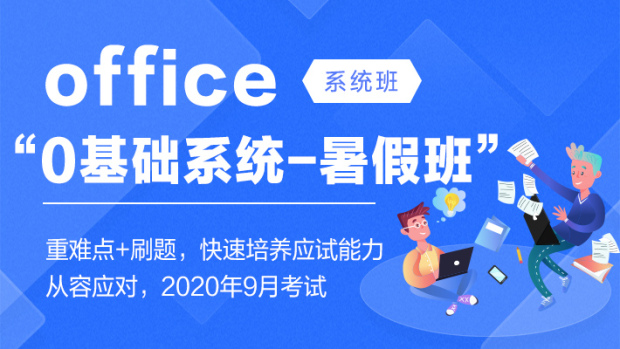 office
系统班
“0基础系统-暑假班”
重难点+刷题，快速培养应试能力
从容应对，2020年9月考试